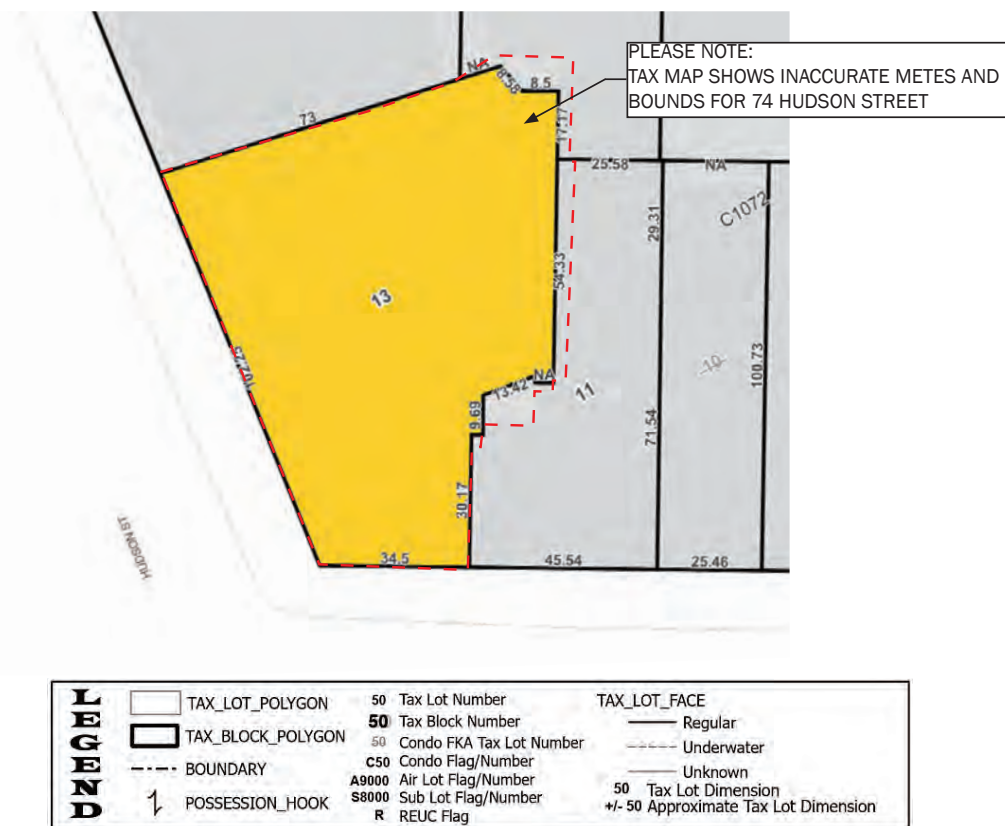 PLEASE NOTE:
TAX MAP SHOWS INACCURATE METES AND
BOUNDS FOR 74 HUDSON STREET
NA
8.58
8.5
73
17.17
25.58
NA
C1072
29.31
54.33
13
10
102.25
100.73
NA
13.42
11
9.69
71.54
30.17
HUDSON ST
34.5
45.54
25.46
LEGEND
TAX_LOT_POLYGON
TAX_BLOCK_POLYGON
BOUNDARY
POSSESSION_HOOK
50 Tax Lot Number
50 Tax Block Number
50 Condo FKA Tax Lot Number
C50 Condo Flag/Number
A9000 Air Lot Flag/Number
S8000 Sub Lot Flag/Number
R REUC Flag
TAX_LOT_FACE
Regular
Underwater
Unknown
50 Tax Lot Dimension
+/- 50 Approximate Tax Lot Dimension